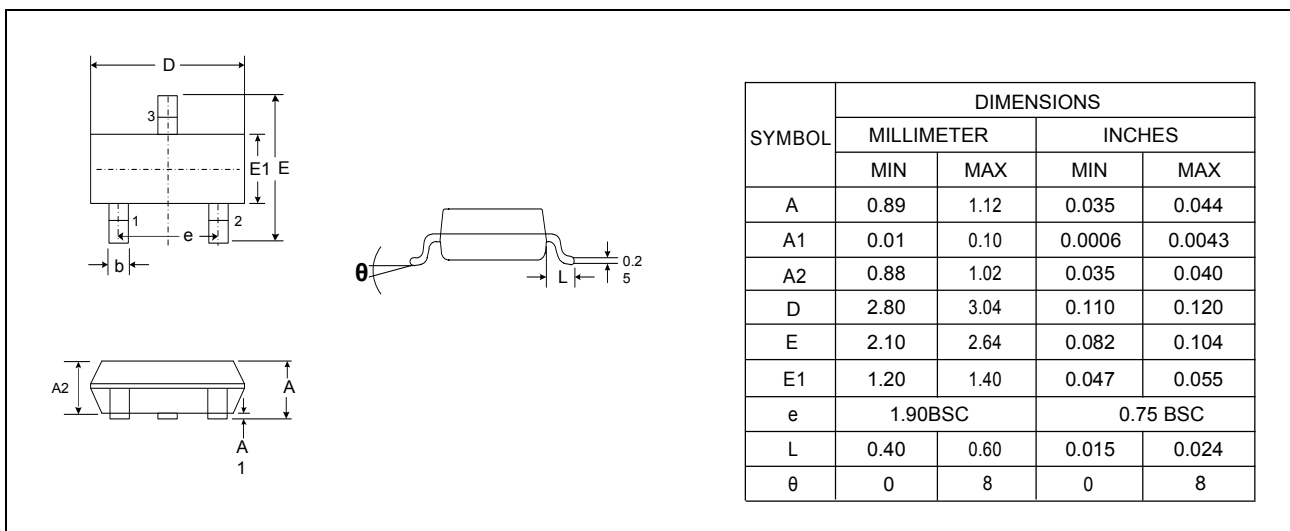 D
3
E1 E
1 2
e
b
θ
L
0.2
5
A2
A
A
1
SYMBOL DIMENSIONS
MILLIMETER INCHES
MIN MAX MIN MAX
A 0.89 1.12 0.035 0.044
A1 0.01 0.10 0.0006 0.0043
A2 0.88 1.02 0.035 0.040
D 2.80 3.04 0.110 0.120
E 2.10 2.64 0.082 0.104
E1 1.20 1.40 0.047 0.055
e 1.90BSC 0.75 BSC
L 0.40 0.60 0.015 0.024
θ 0 8 0 8